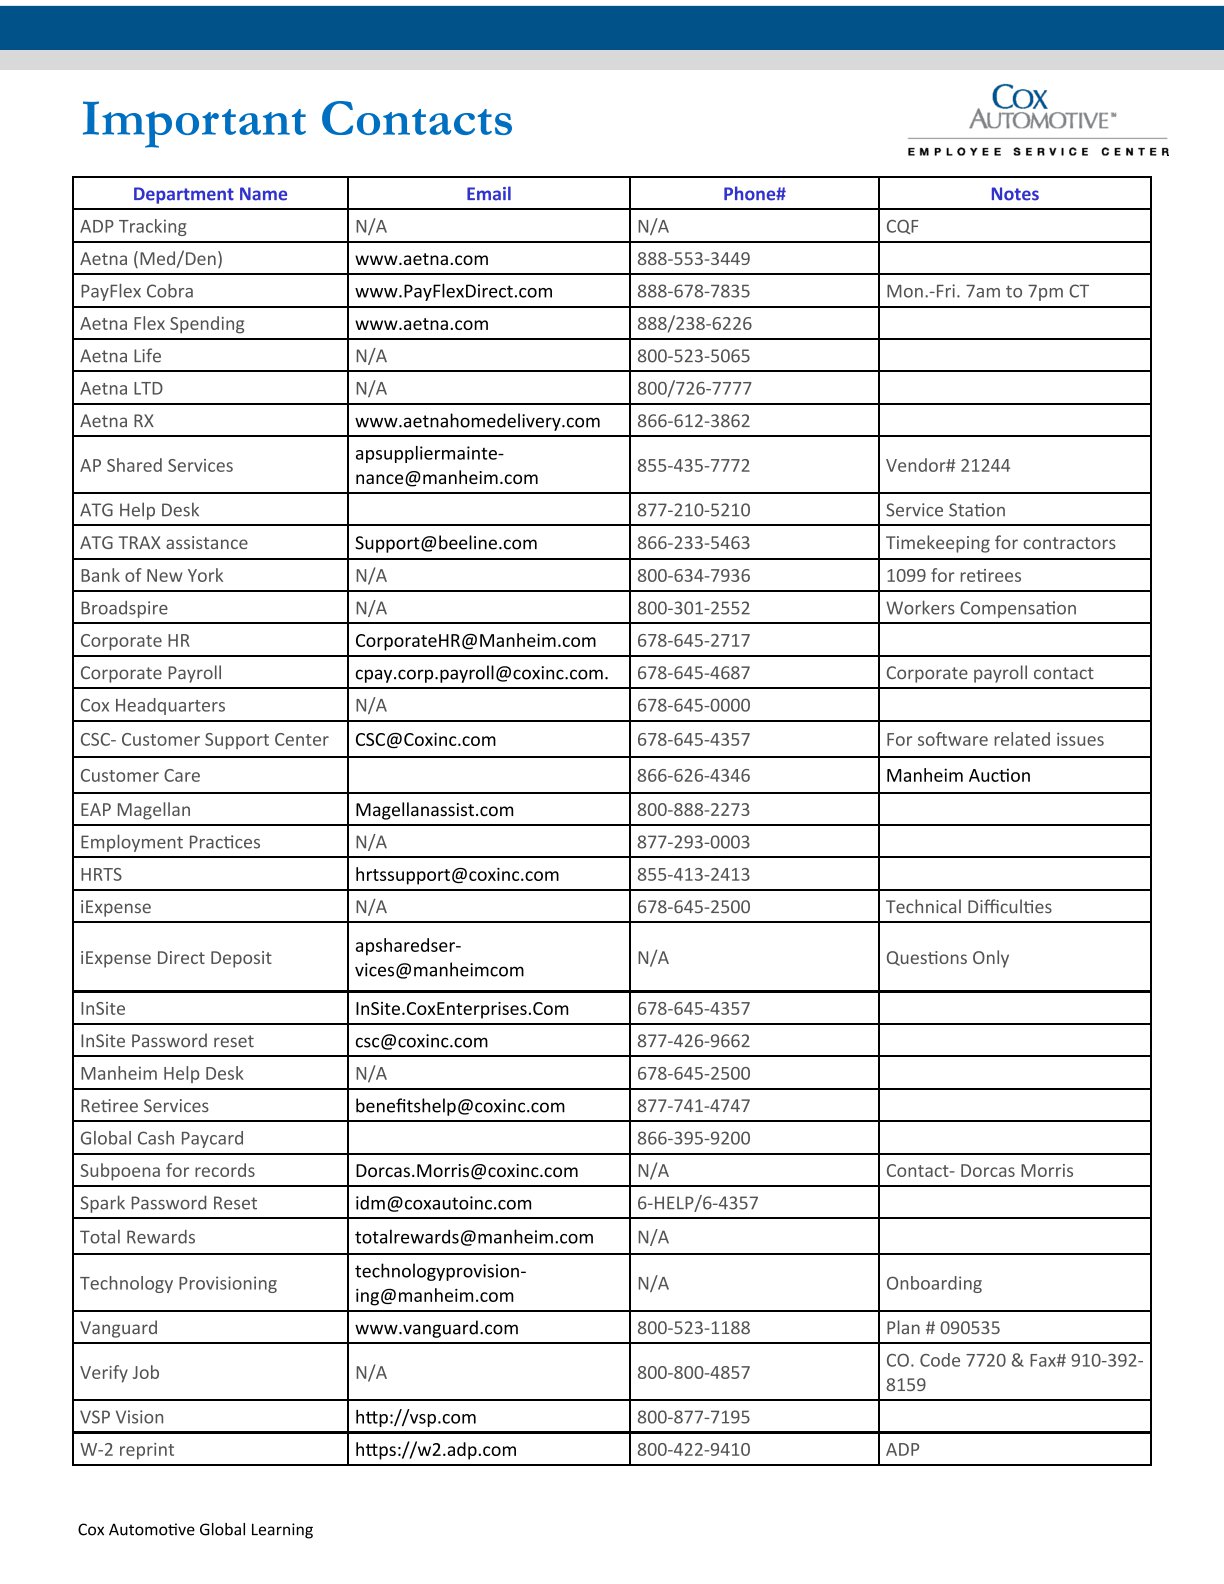 Important Contacts
COX
AUTOMOTIVE™
EMPLOYEE SERVICE CENTER
Department Name Email Phone# Notes
ADP Tracking N/A N/A CQF
Aetna (Med/Den) www.aetna.com 888-553-3449
PayFlex Cobra www.PayFlexDirect.com 888-678-7835 Mon.-Fri. 7am to 7pm CT
Aetna Flex Spending www.aetna.com 888/238-6226
Aetna Life N/A 800-523-5065
Aetna LTD N/A 800/726-7777
Aetna RX www.aetnahomedelivery.com 866-612-3862
AP Shared Services apsuppliermainte-
nance@manheim.com 855-435-7772 Vendor# 21244
ATG Help Desk 877-210-5210 Service Station
ATG TRAX assistance Support@beeline.com 866-233-5463 Timekeeping for contractors
Bank of New York N/A 800-634-7936 1099 for retirees
Broadspire N/A 800-301-2552 Workers Compensation
Corporate HR CorporateHR@Manheim.com 678-645-2717
Corporate Payroll cpay.corp.payroll@coxinc.com. 678-645-4687 Corporate payroll contact
Cox Headquarters N/A 678-645-0000
CSC- Customer Support Center CSC@Coxinc.com 678-645-4357 For software related issues
Customer Care 866-626-4346 Manheim Auction
EAP Magellan Magellanassist.com 800-888-2273
Employment Practices N/A 877-293-0003
HRTS hrtssupport@coxinc.com 855-413-2413
iExpense N/A 678-645-2500 Technical Difficulties
iExpense Direct Deposit apsharedser-
vices@manheimcom N/A Questions Only
InSite InSite.CoxEnterprises.Com 678-645-4357
InSite Password reset csc@coxinc.com 877-426-9662
Manheim Help Desk N/A 678-645-2500
Retiree Services benefitshelp@coxinc.com 877-741-4747
Global Cash Paycard 866-395-9200
Subpoena for records Dorcas.Morris@coxinc.com N/A Contact- Dorcas Morris
Spark Password Reset idm@coxautoinc.com 6-HELP/6-4357
Total Rewards totalrewards@manheim.com N/A
Technology Provisioning technologyprovision-
ing@manheim.com N/A Onboarding
Vanguard www.vanguard.com 800-523-1188 Plan # 090535
Verify Job N/A 800-800-4857 CO. Code 7720 & Fax# 910-392-
8159
VSP Vision http://vsp.com 800-877-7195
W-2 reprint https://w2.adp.com 800-422-9410 ADP
Cox Automotive Global Learning